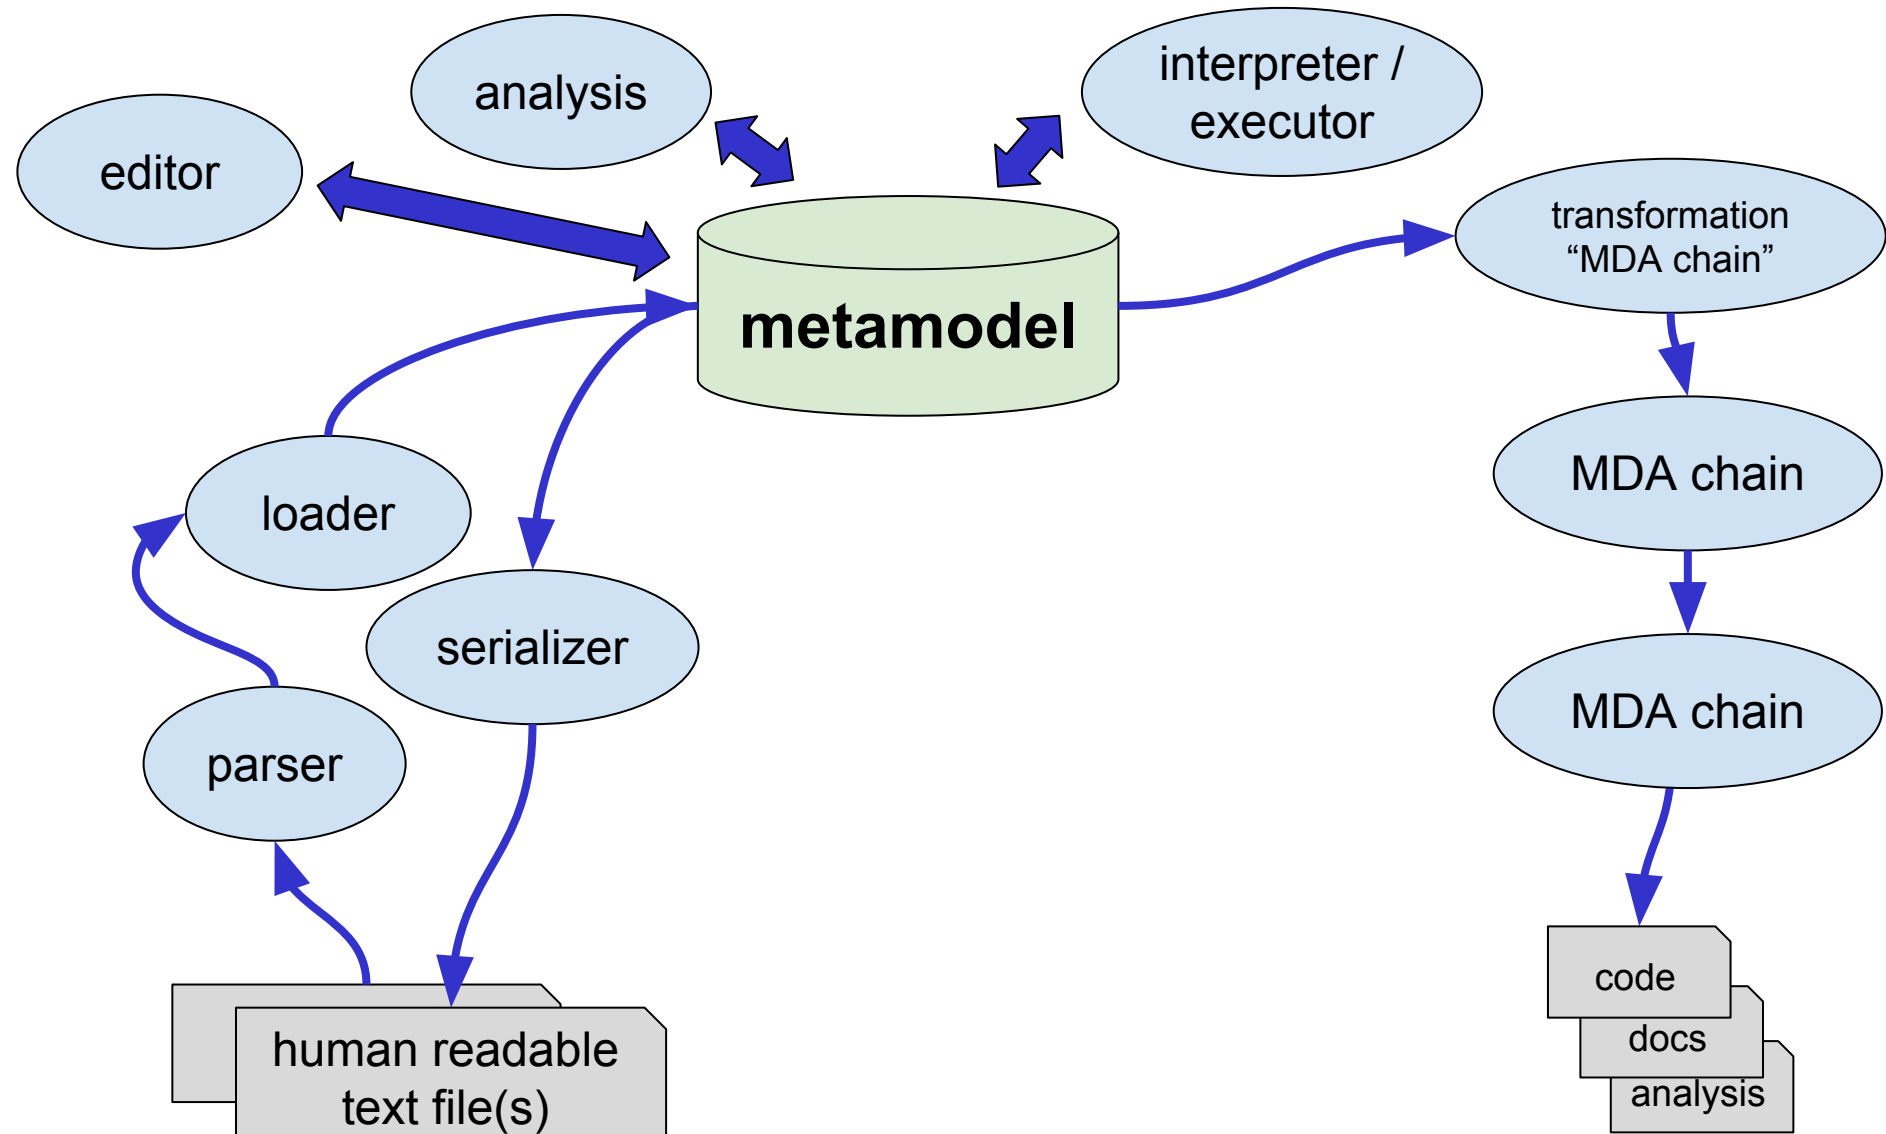 analysis
interpreter /
executor
editor
transformation
“MDA chain”
metamodel
loader
MDA chain
serializer
MDA chain
parser
code
docs
analysis
human readable
text file(s)